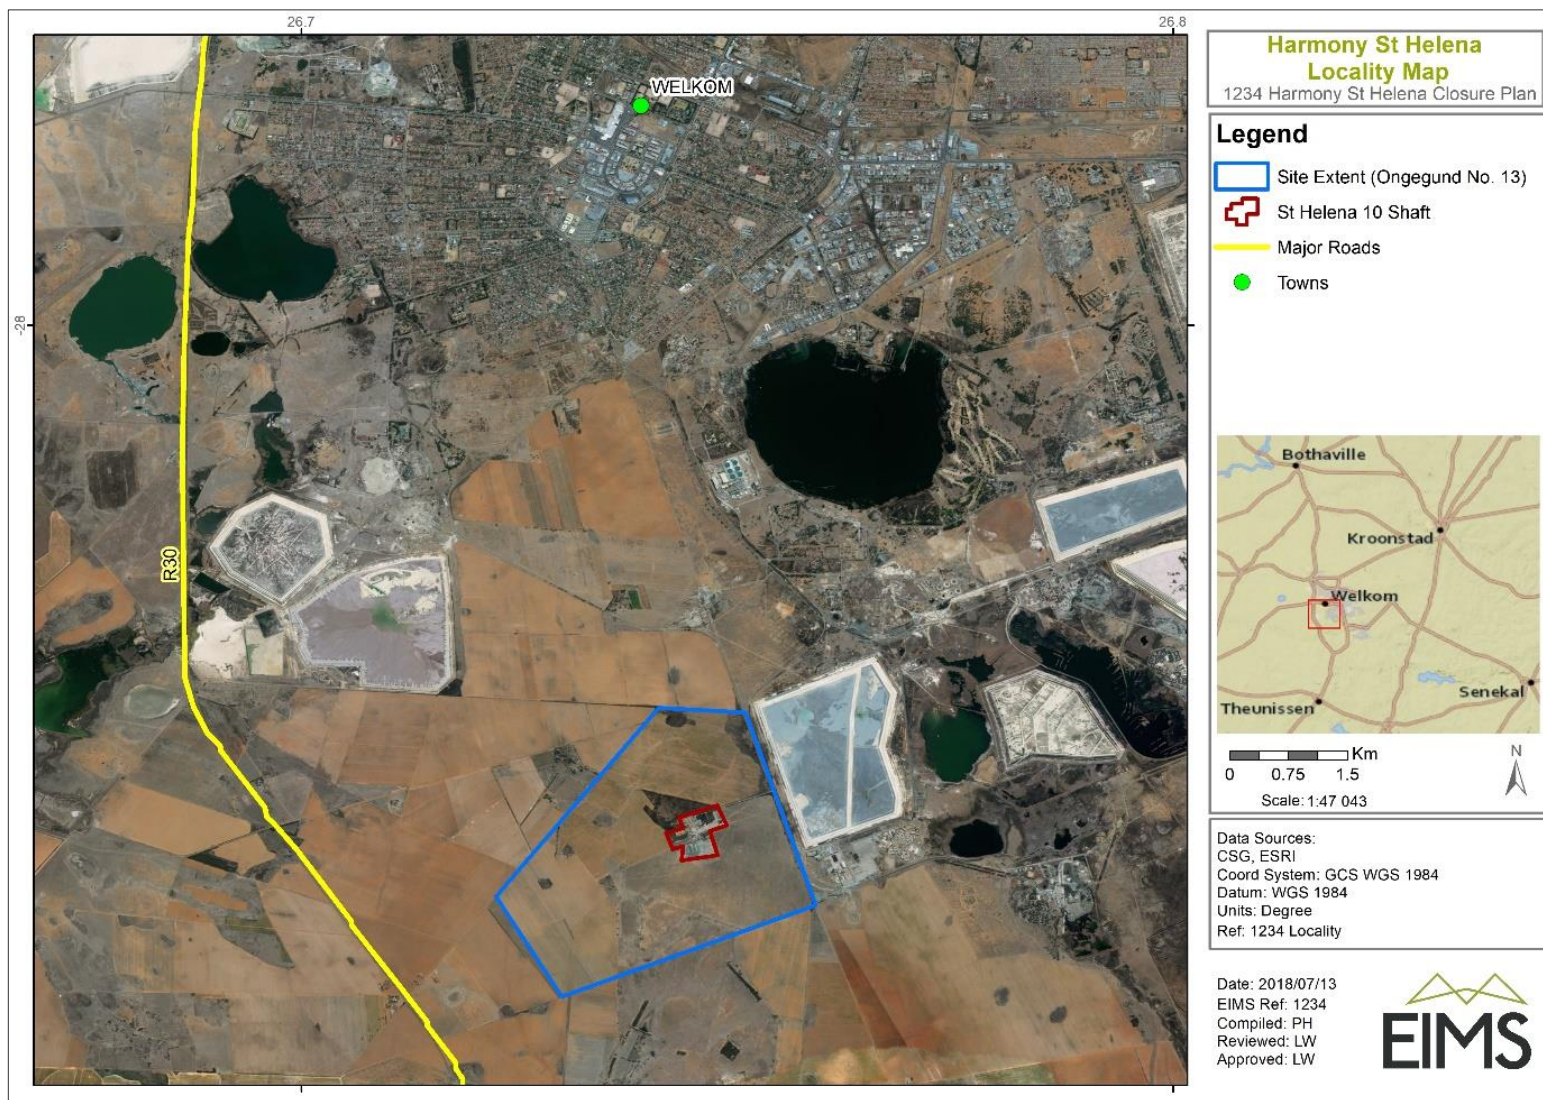 26.7
26.8
-28
WELKOM
R30
Harmony St Helena
Locality Map
1234 Harmony St Helena Closure Plan
Legend
Site Extent (Ongegund No. 13)
St Helena 10 Shaft
Major Roads
Towns
Bothaville
Kroonstad
Welkom
Senekal
Theunissen
Km
0 0.75 1.5
Scale: 1:47 043
N
Data Sources:
CSG, ESRI
Coord System: GCS WGS 1984
Datum: WGS 1984
Units: Degree
Ref: 1234 Locality
Date: 2018/07/13
EIMS Ref: 1234
Compiled: PH
Reviewed: LW
Approved: LW
EIMS